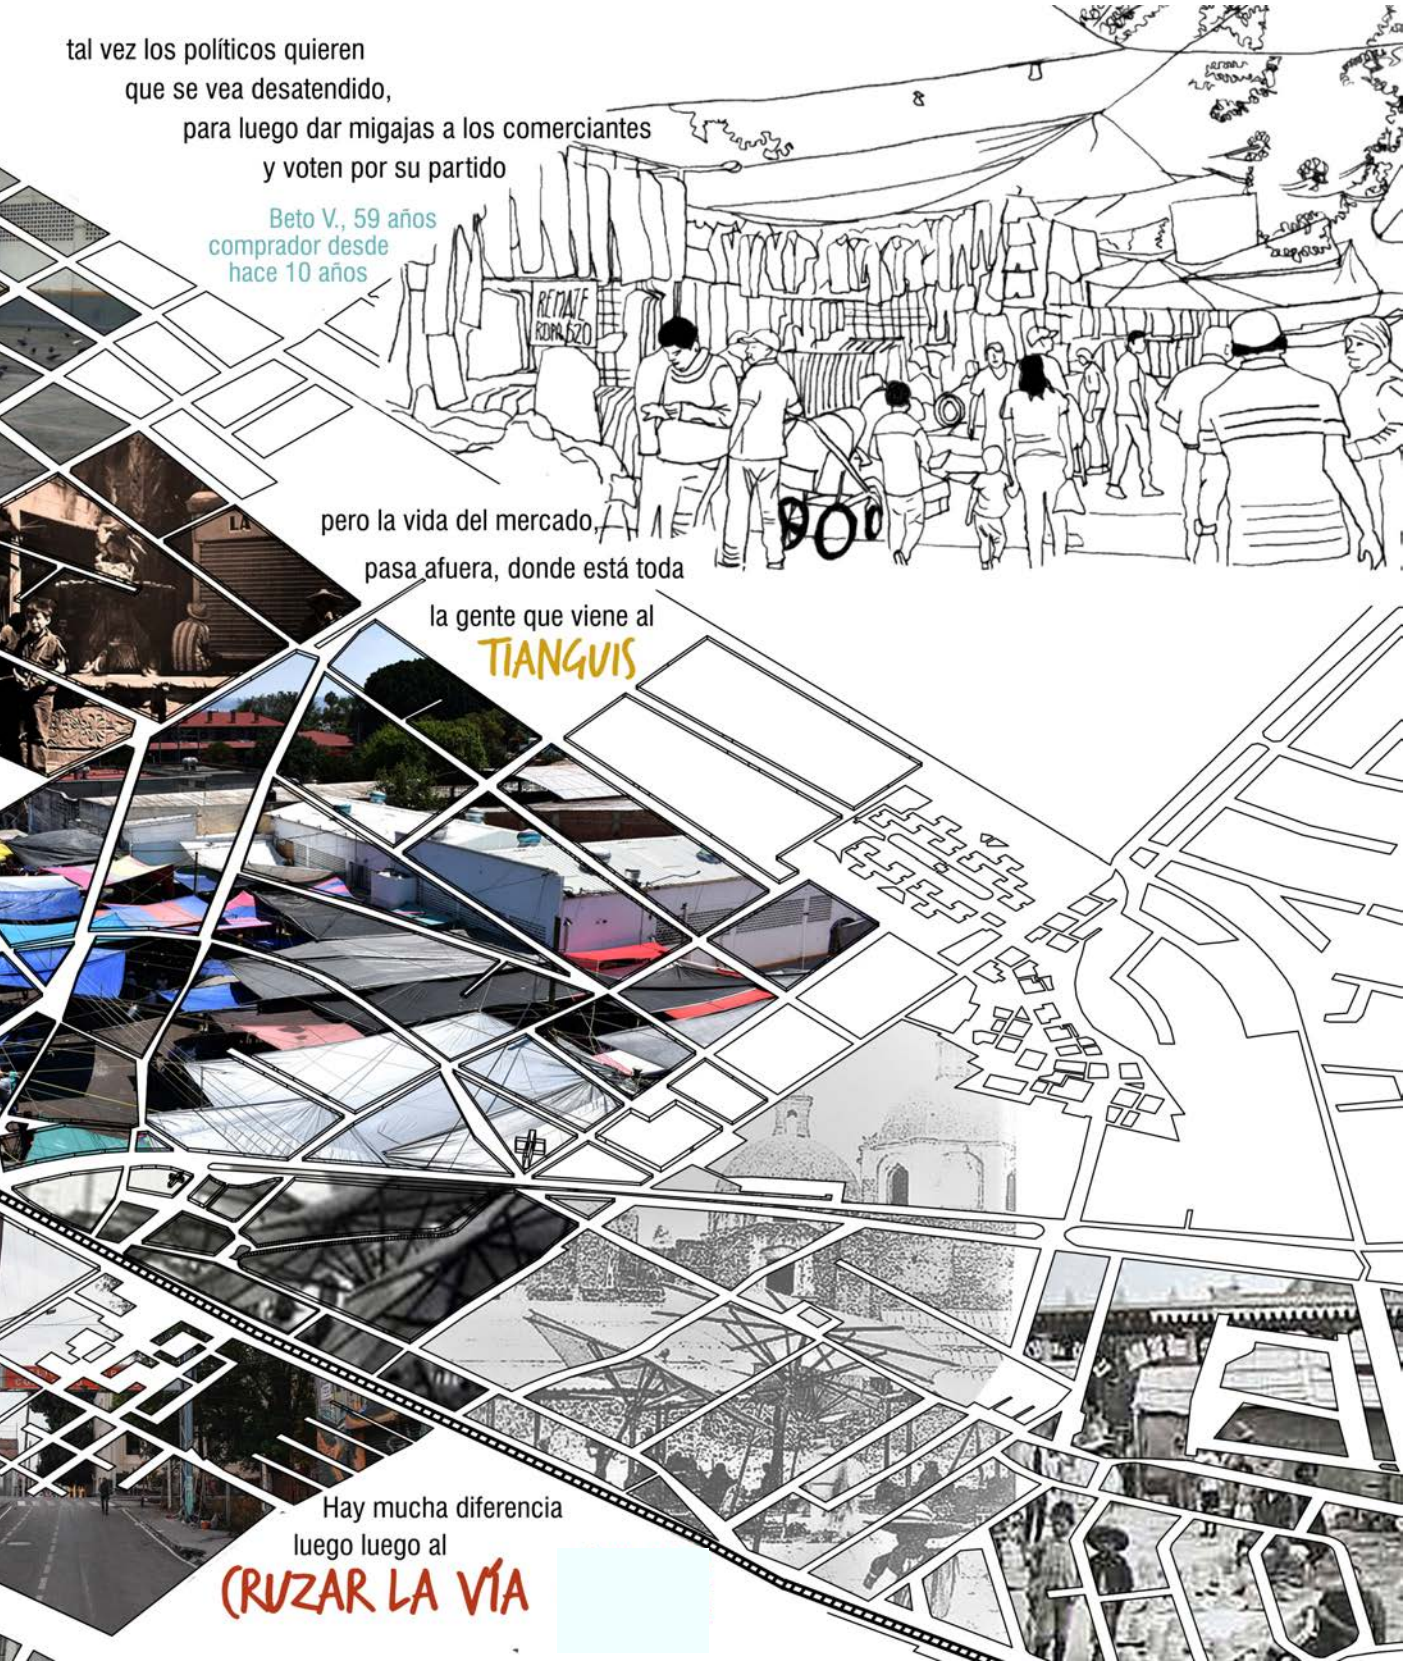 tal vez los políticos quieren
que se vea desatendido,
para luego dar migajas a los comerciantes
y voten por su partido
Beto V., 59 años
comprador desde
hace 10 años
REMATE
ROPA $20
LA
pero la vida del mercado,
pasa afuera, donde está toda
la gente que viene al
TIANGUIS
Hay mucha diferencia
luego luego al
CRUZAR LA VÍA